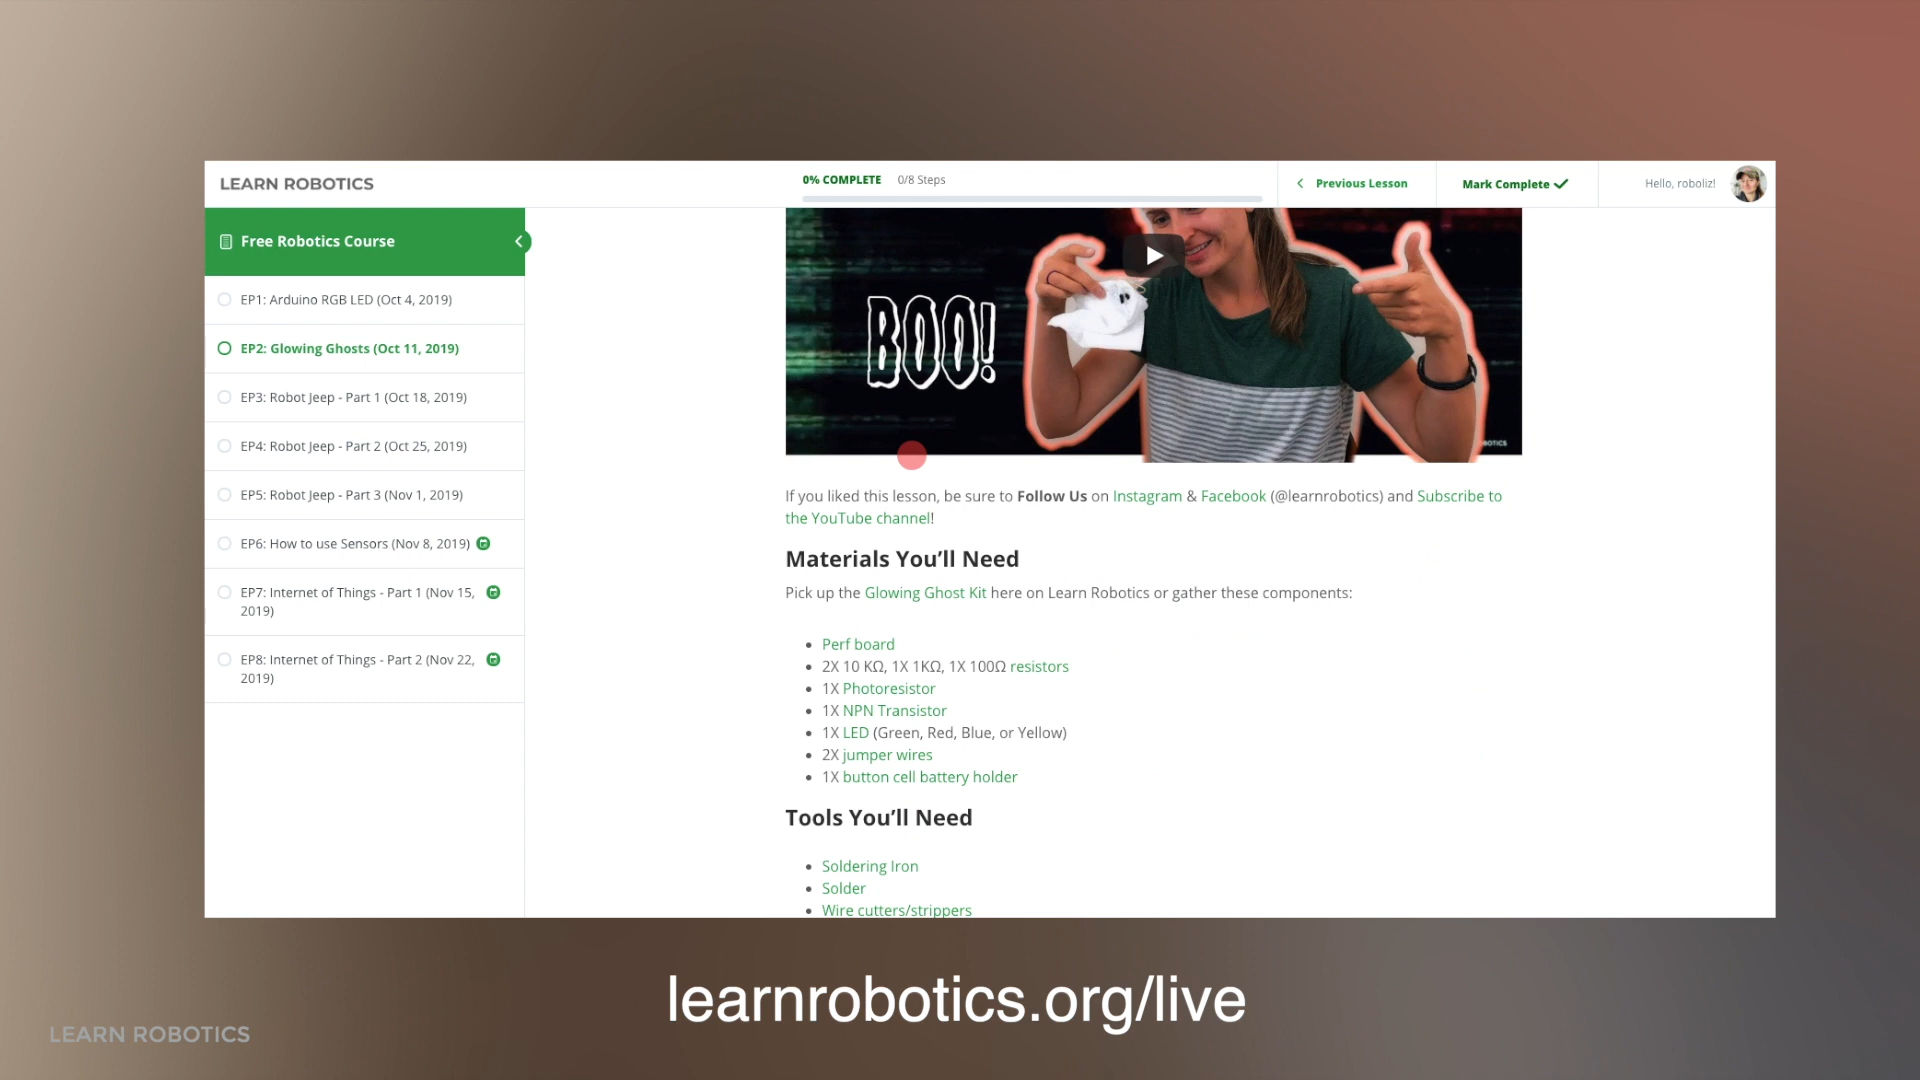 LEARN ROBOTICS
0% COMPLETE 0/8 Steps
Previous Lesson
Mark Complete
Hello, roboliz!
Free Robotics Course
EP1: Arduino RGB LED (Oct 4, 2019)
EP2: Glowing Ghosts (Oct 11, 2019)
EP3: Robot Jeep - Part 1 (Oct 18, 2019)
EP4: Robot Jeep - Part 2 (Oct 25, 2019)
EP5: Robot Jeep - Part 3 (Nov 1, 2019)
EP6: How to use Sensors (Nov 8, 2019)
EP7: Internet of Things - Part 1 (Nov 15,
2019)
EP8: Internet of Things - Part 2 (Nov 22,
2019)
BOO!
If you liked this lesson, be sure to Follow Us on Instagram & Facebook (@learnrobotics) and Subscribe to
the YouTube channel!
Materials You’ll Need
Pick up the Glowing Ghost Kit here on Learn Robotics or gather these components:
• Perf board
• 2X 10 KΩ, 1X 1KΩ, 1X 100Ω resistors
• 1X Photoresistor
• 1X NPN Transistor
• 1X LED (Green, Red, Blue, or Yellow)
• 2X jumper wires
• 1X button cell battery holder
Tools You’ll Need
• Soldering Iron
• Solder
• Wire cutters/strippers
learnrobotics.org/live
LEARN ROBOTICS